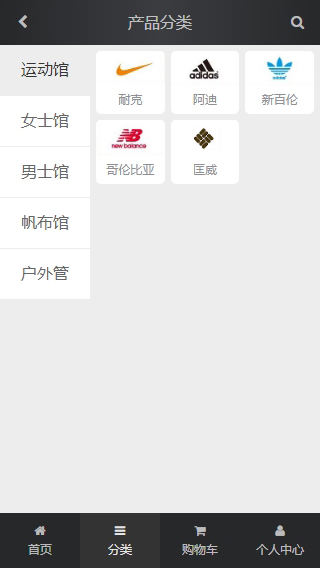 产品分类
运动馆
女士馆
男士馆
帆布馆
户外管
耐克
adidas
阿迪
新百伦
new balance
哥伦比亚
匡威
首页
分类
购物车
个人中心